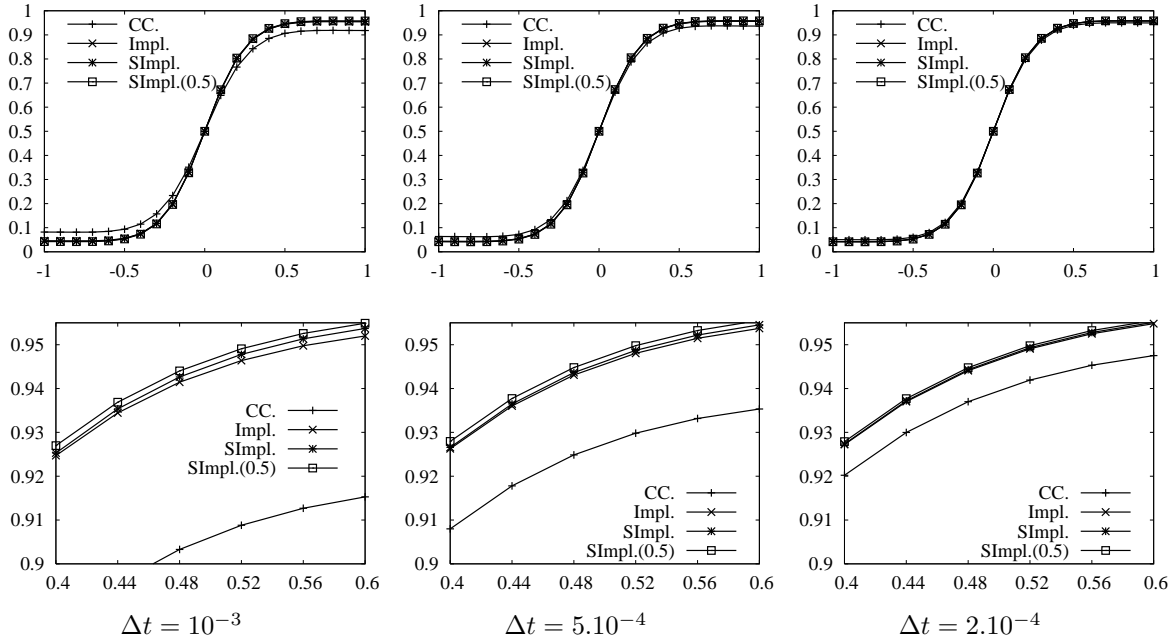 1 CC. 1 CC. 1 CC.
0.9 Impl. 0.9 Impl. 0.9 Impl.
0.8 SImpl. 0.8 SImpl. 0.8 SImpl.
0.7 SImpl.(0.5) 0.7 SImpl.(0.5) 0.7 SImpl.(0.5)
0.6 0.6 0.6
0.5 0.5 0.5
0.4 0.4 0.4
0.3 0.3 0.3
0.2 0.2 0.2
0.1 0.1 0.1
0 0 0
-1 -0.5 0 0.5 1 -1 -0.5 0 0.5 1 -1 -0.5 0 0.5 1
0.95 0.95 0.95
0.94 0.94 0.94
0.93 CC. 0.93 0.93
Impl.
0.92 SImpl. 0.92 0.92
SImpl.(0.5) CC. CC.
0.91 0.91 Impl. 0.91 Impl.
SImpl. SImpl.
0.9 0.9 SImpl.(0.5) 0.9 SImpl.(0.5)
0.4 0.44 0.48 0.52 0.56 0.6 0.4 0.44 0.48 0.52 0.56 0.6 0.4 0.44 0.48 0.52 0.56 0.6
Δt = 10⁻³ Δt = 5.10⁻⁴ Δt = 2.10⁻⁴